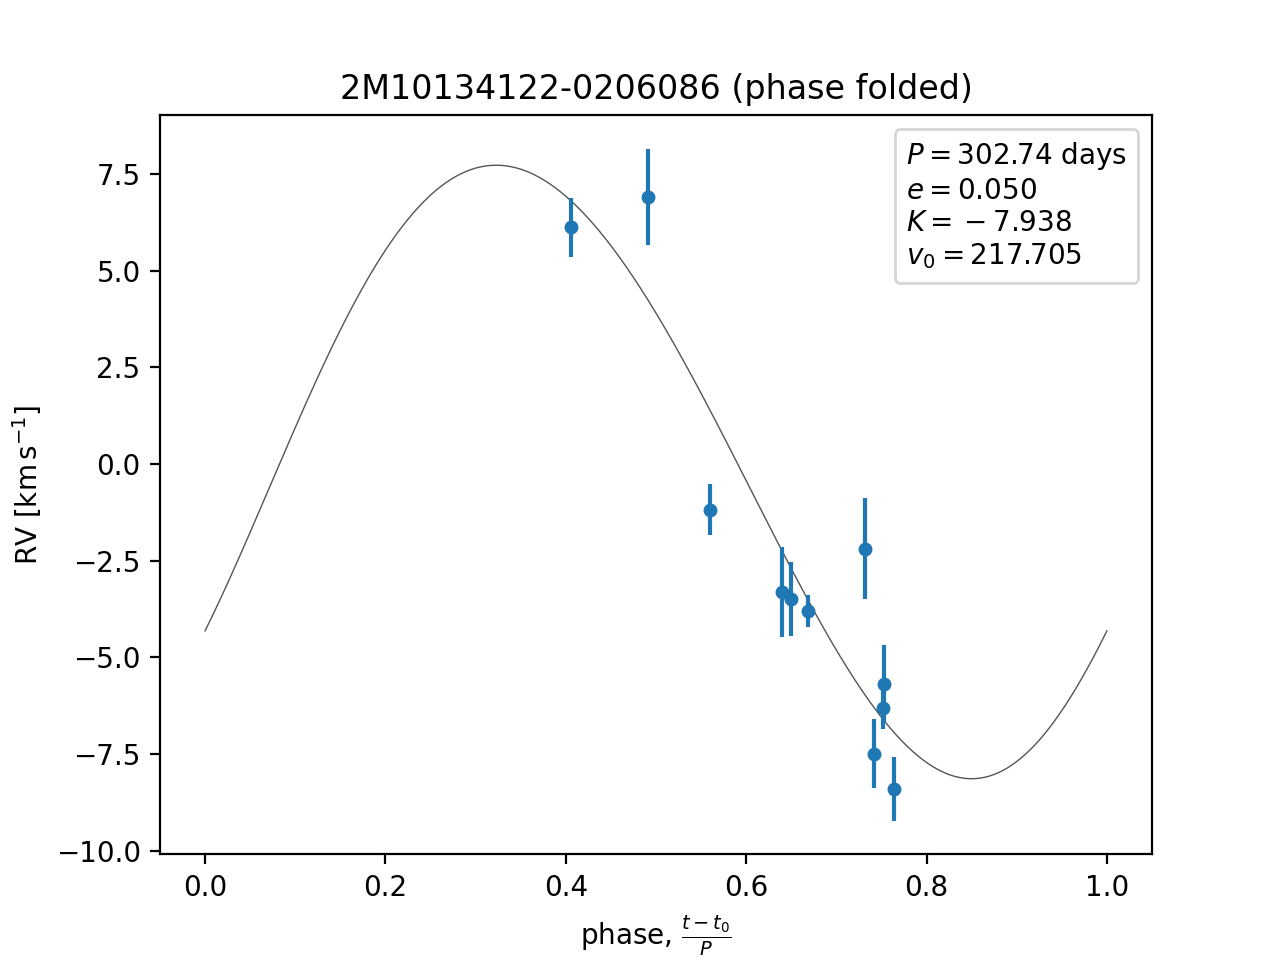 2M10134122-0206086 (phase folded)
P = 302.74 days
e = 0.050
K = −7.938
v₀ = 217.705
RV [km s⁻¹]
7.5
5.0
2.5
0.0
−2.5
−5.0
−7.5
−10.0
0.0 0.2 0.4 0.6 0.8 1.0
phase, (t − t₀)/P